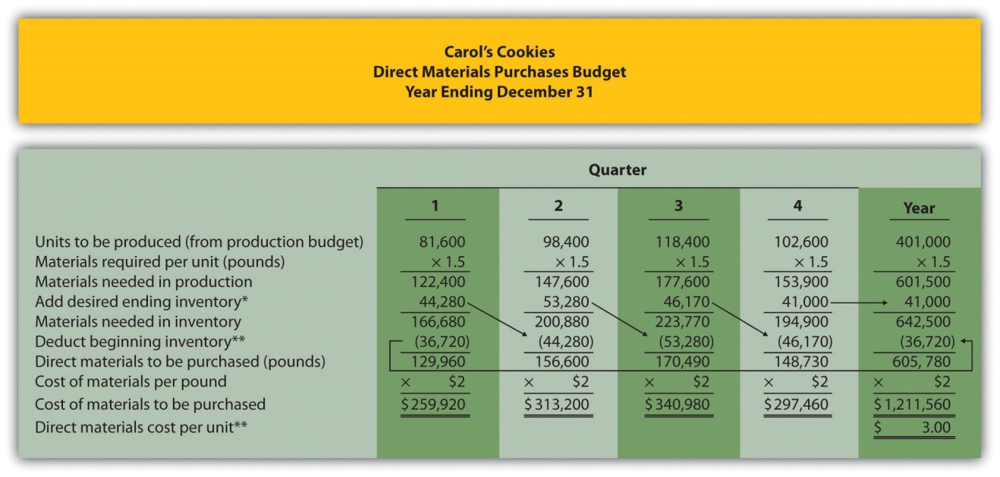 Carol's Cookies
Direct Materials Purchases Budget
Year Ending December 31
Quarter
1 2 3 4 Year
Units to be produced (from production budget) 81,600 98,400 118,400 102,600 401,000
Materials required per unit (pounds) × 1.5 × 1.5 × 1.5 × 1.5 × 1.5
Materials needed in production 122,400 147,600 177,600 153,900 601,500
Add desired ending inventory* 44,280 53,280 46,170 41,000 41,000
Materials needed in inventory 166,680 200,880 223,770 194,900 642,500
Deduct beginning inventory** (36,720) (44,280) (53,280) (46,170) (36,720)
Direct materials to be purchased (pounds) 129,960 156,600 170,490 148,730 605, 780
Cost of materials per pound × $2 × $2 × $2 × $2 × $2
Cost of materials to be purchased $259,920 $313,200 $340,980 $297,460 $1,211,560
Direct materials cost per unit** $ 3.00